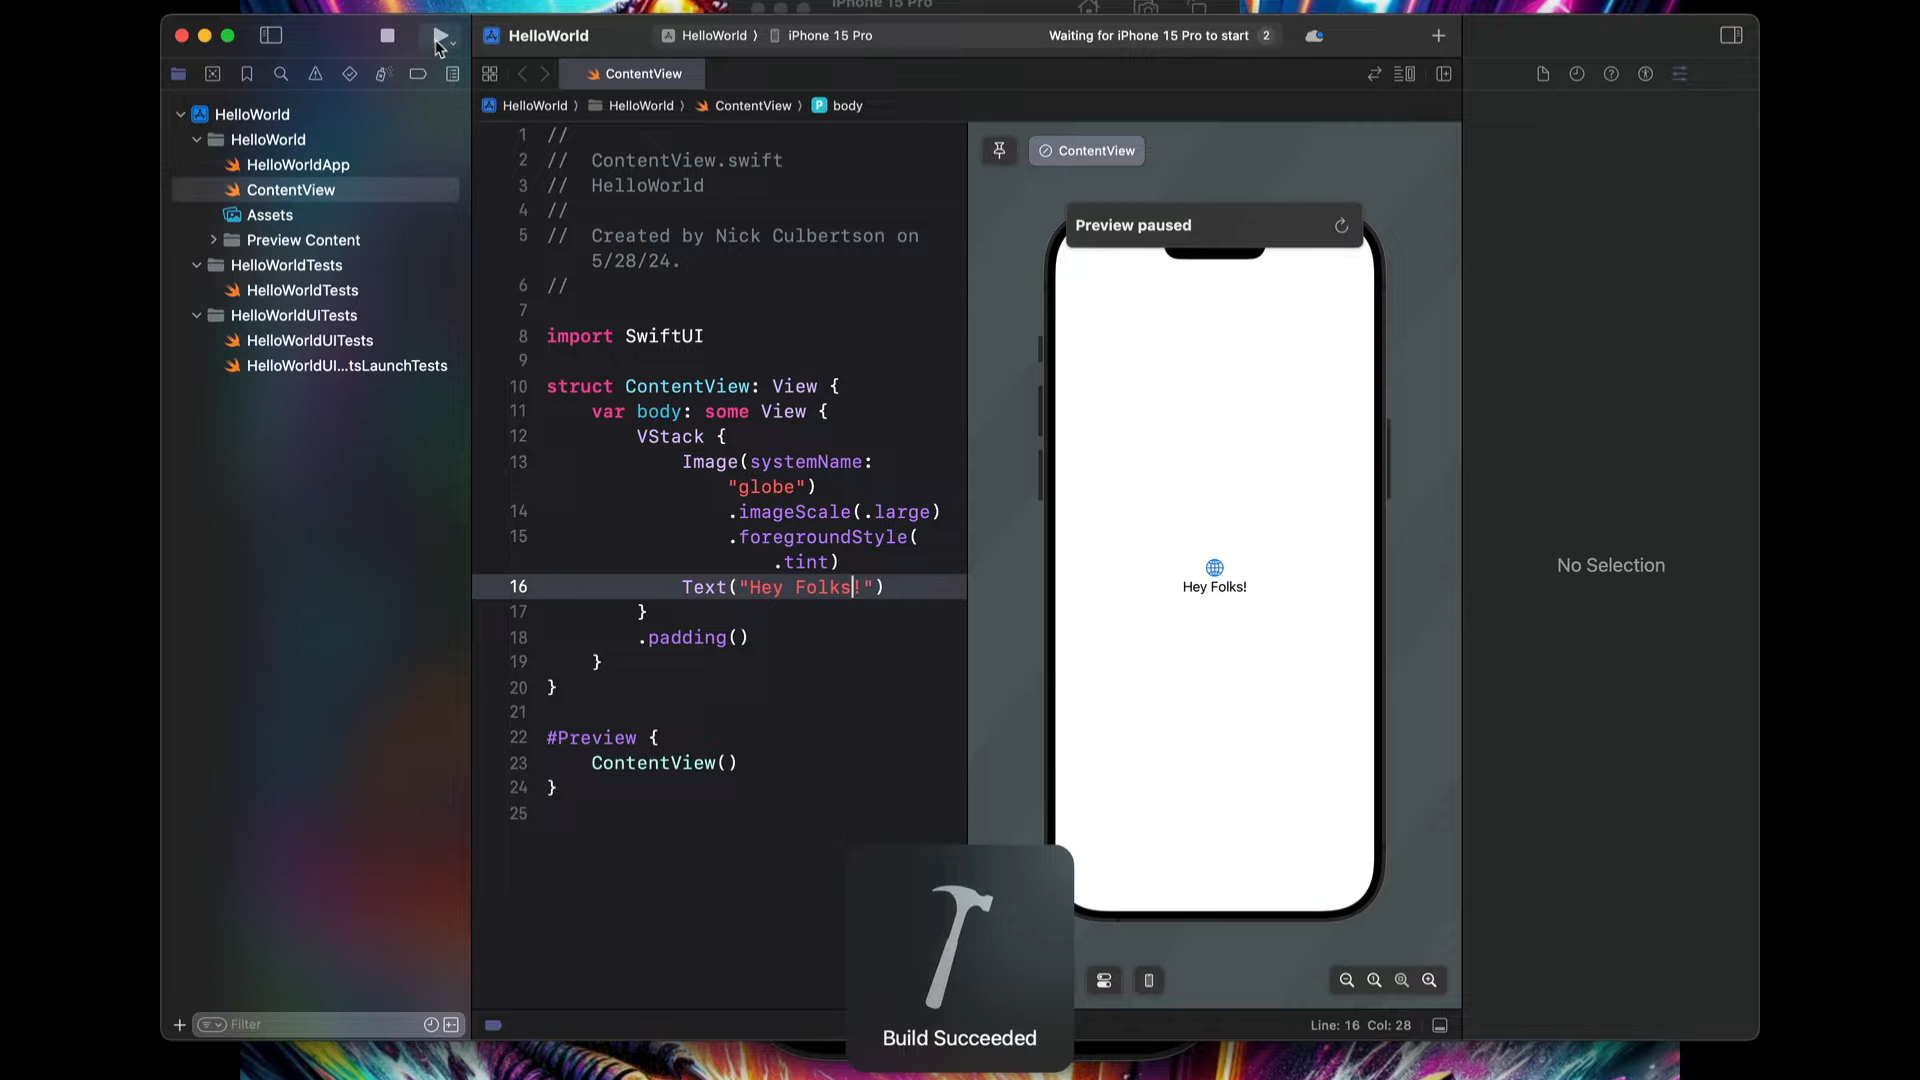 iPhone 15 Pro
HelloWorld
HelloWorld
iPhone 15 Pro
Waiting for iPhone 15 Pro to start
2
ContentView
HelloWorld
HelloWorld
ContentView
P
body
HelloWorld
HelloWorld
HelloWorldApp
ContentView
Assets
Preview Content
HelloWorldTests
HelloWorldTests
HelloWorldUITests
HelloWorldUITests
HelloWorldUI...tsLaunchTests
Filter
1 //
2 // ContentView.swift
3 // HelloWorld
4 //
5 // Created by Nick Culbertson on
5/28/24.
6 //
7
8 import SwiftUI
9
10 struct ContentView: View {
11 var body: some View {
12 VStack {
13 Image(systemName:
"globe")
14 .imageScale(.large)
15 .foregroundStyle(
.tint)
16 Text("Hey Folks!")
17 }
18 .padding()
19 }
20 }
21
22 #Preview {
23 ContentView()
24 }
25
ContentView
Preview paused
Hey Folks!
No Selection
Build Succeeded
Line: 16 Col: 28